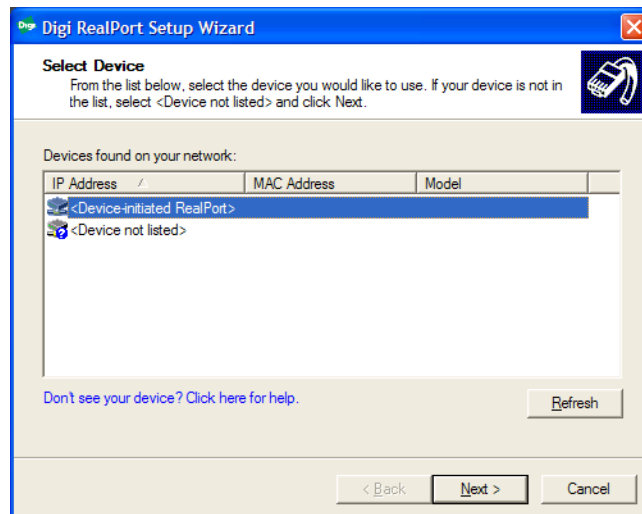 Digi Digi RealPort Setup Wizard
Select Device
From the list below, select the device you would like to use. If your device is not in
the list, select <Device not listed> and click Next.
Devices found on your network:
IP Address MAC Address Model
<Device-initiated RealPort>
<Device not listed>
Don't see your device? Click here for help.
Refresh
< Back Next > Cancel